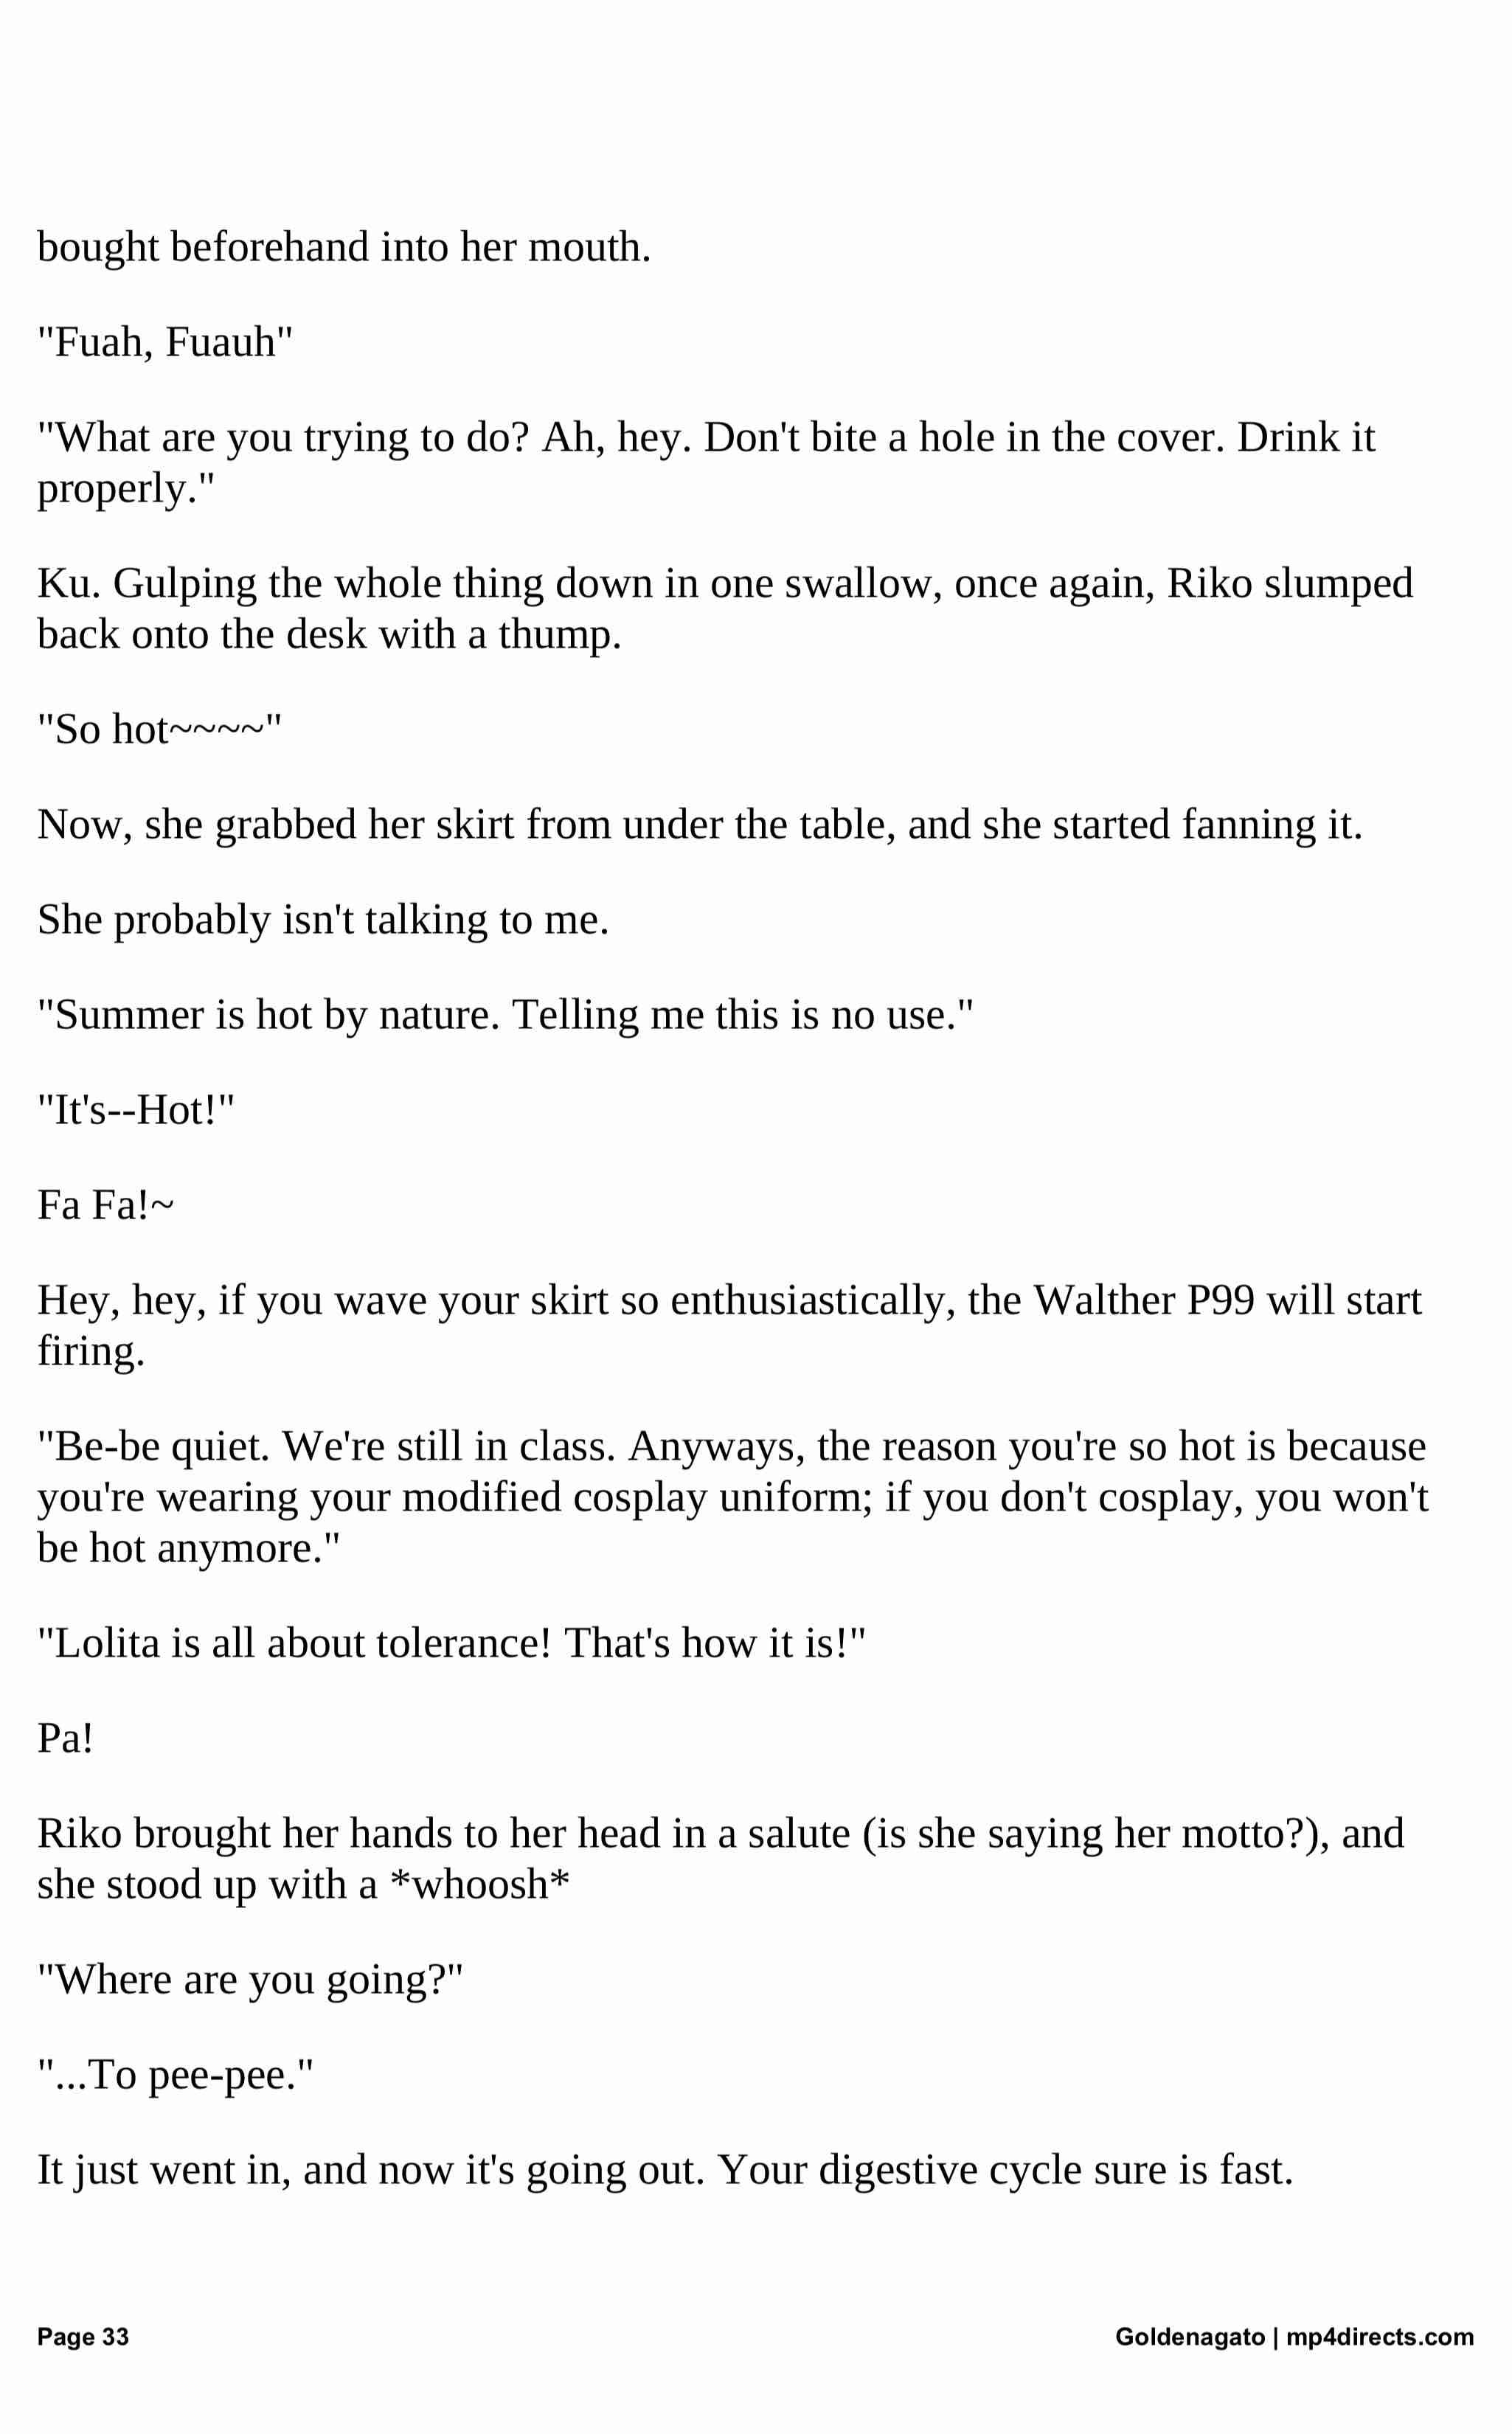 bought beforehand into her mouth.
"Fuah, Fuauh"
"What are you trying to do? Ah, hey. Don't bite a hole in the cover. Drink it
properly."
Ku. Gulping the whole thing down in one swallow, once again, Riko slumped
back onto the desk with a thump.
"So hot~~~~"
Now, she grabbed her skirt from under the table, and she started fanning it.
She probably isn't talking to me.
"Summer is hot by nature. Telling me this is no use."
"It's--Hot!"
Fa Fa!~
Hey, hey, if you wave your skirt so enthusiastically, the Walther P99 will start
firing.
"Be-be quiet. We're still in class. Anyways, the reason you're so hot is because
you're wearing your modified cosplay uniform; if you don't cosplay, you won't
be hot anymore."
"Lolita is all about tolerance! That's how it is!"
Pa!
Riko brought her hands to her head in a salute (is she saying her motto?), and
she stood up with a *whoosh*
"Where are you going?"
"...To pee-pee."
It just went in, and now it's going out. Your digestive cycle sure is fast.
Page 33
Goldenagato | mp4directs.com